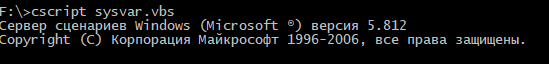 F:\>cscript sysvar.vbs
Сервер сценариев Windows (Microsoft ®) версия 5.812
Copyright (C) Корпорация Майкрософт 1996-2006, все права защищены.